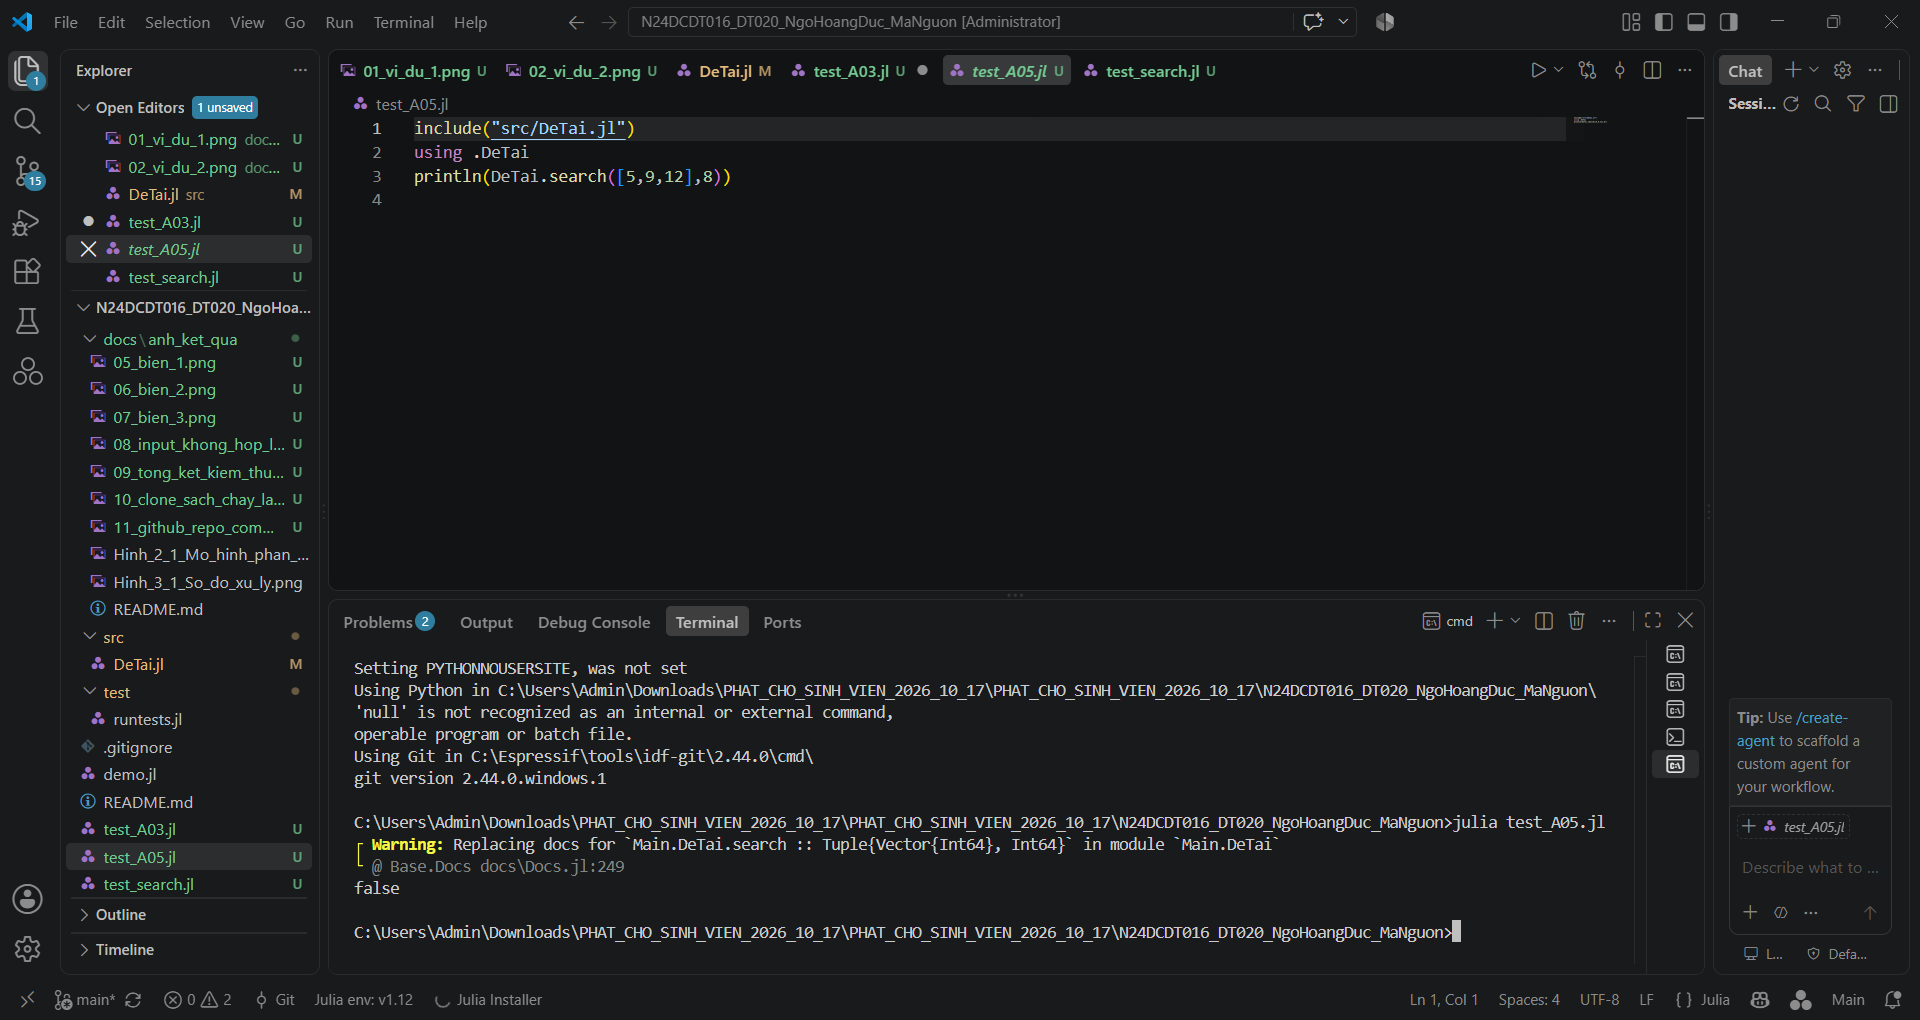 File Edit Selection View Go Run Terminal Help
N24DCDT016_DT020_NgoHoangDuc_MaNguon [Administrator]
1
15
Explorer
Open Editors 1 unsaved
01_vi_du_1.png doc... U
02_vi_du_2.png doc... U
DeTai.jl src M
test_A03.jl U
test_A05.jl U
test_search.jl U
N24DCDT016_DT020_NgoHoa...
docs\anh_ket_qua
05_bien_1.png U
06_bien_2.png U
07_bien_3.png U
08_input_khong_hop_l... U
09_tong_ket_kiem_thu... U
10_clone_sach_chay_la... U
11_github_repo_com... U
Hinh_2_1_Mo_hinh_phan_...
Hinh_3_1_So_do_xu_ly.png
README.md
src
DeTai.jl M
test
runtests.jl
.gitignore
demo.jl
README.md
test_A03.jl U
test_A05.jl U
test_search.jl U
Outline
Timeline
01_vi_du_1.png U 02_vi_du_2.png U DeTai.jl M test_A03.jl U test_A05.jl U test_search.jl U
test_A05.jl
1 include("src/DeTai.jl")
2 using .DeTai
3 println(DeTai.search([5,9,12],8))
4
Problems 2 Output Debug Console Terminal Ports
cmd
Setting PYTHONNOUSERSITE, was not set
Using Python in C:\Users\Admin\Downloads\PHAT_CHO_SINH_VIEN_2026_10_17\PHAT_CHO_SINH_VIEN_2026_10_17\N24DCDT016_DT020_NgoHoangDuc_MaNguon\
'null' is not recognized as an internal or external command,
operable program or batch file.
Using Git in C:\Espressif\tools\idf-git\2.44.0\cmd\
git version 2.44.0.windows.1
C:\Users\Admin\Downloads\PHAT_CHO_SINH_VIEN_2026_10_17\PHAT_CHO_SINH_VIEN_2026_10_17\N24DCDT016_DT020_NgoHoangDuc_MaNguon>julia test_A05.jl
Warning: Replacing docs for `Main.DeTai.search :: Tuple{Vector{Int64}, Int64}` in module `Main.DeTai`
@ Base.Docs docs\Docs.jl:249
false
C:\Users\Admin\Downloads\PHAT_CHO_SINH_VIEN_2026_10_17\PHAT_CHO_SINH_VIEN_2026_10_17\N24DCDT016_DT020_NgoHoangDuc_MaNguon>
Chat
Sessi...
Tip: Use /create-
agent to scaffold a
custom agent for
your workflow.
test_A05.jl
Describe what to ...
L... Defa...
main* 0 2 Git Julia env: v1.12 Julia Installer
Ln 1, Col 1 Spaces: 4 UTF-8 LF { } Julia Main